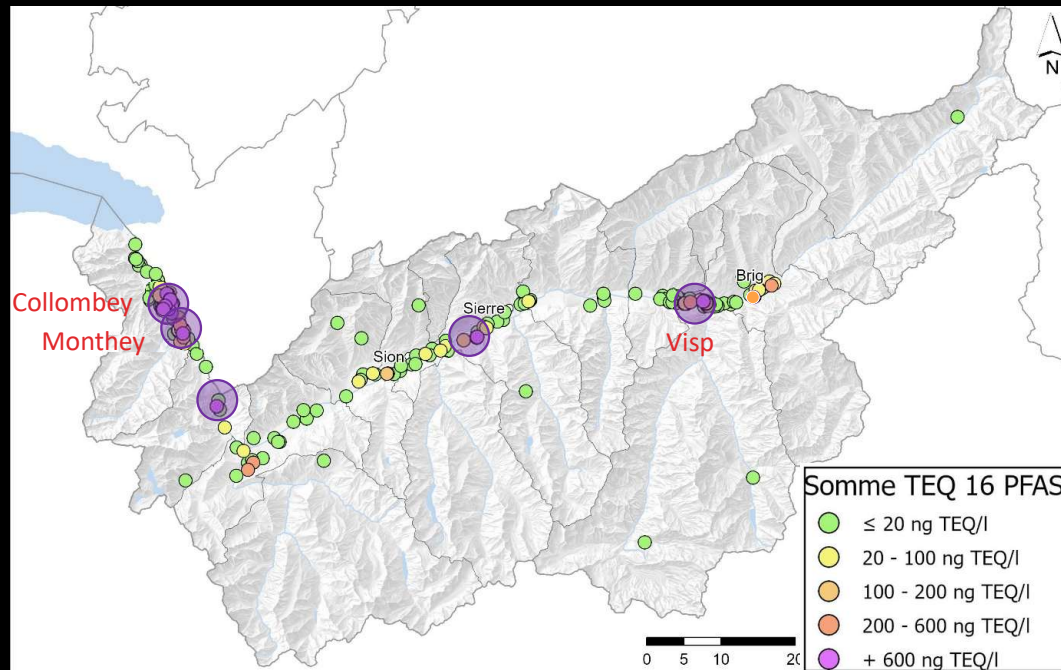 N
Collombey
Monthey
Sierre
Sion
Brig
Visp
Somme TEQ 16 PFAS
≤ 20 ng TEQ/l
20 - 100 ng TEQ/l
100 - 200 ng TEQ/l
200 - 600 ng TEQ/l
+ 600 ng TEQ/l
0 5 10 20